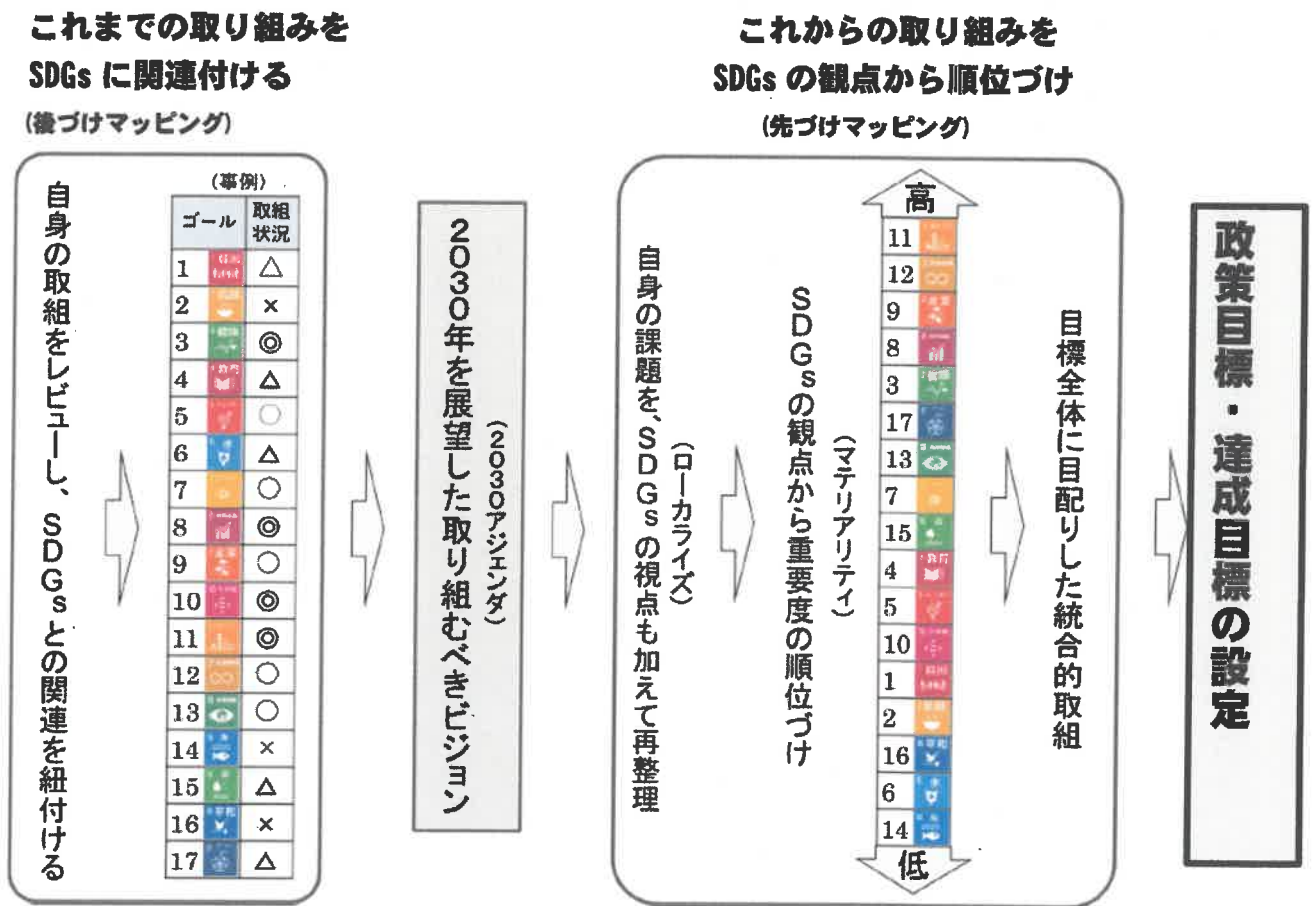 これまでの取り組みを
SDGs に関連付ける
(後づけマッピング)
自身の取組をレビューし、SDGsとの関連を紐付ける
(事例)
ゴール 取組状況
1 △
2 ×
3 ◎
4 △
5 ○
6 △
7 ○
8 ◎
9 ○
10 ◎
11 ◎
12 ○
13 ○
14 ×
15 △
16 ×
17 △
2030年を展望した取り組むべきビジョン
(2030アジェンダ)
これからの取り組みを
SDGs の観点から順位づけ
(先づけマッピング)
自身の課題を、SDGsの視点も加えて再整理
(ローカライズ)
SDGsの観点から重要度の順位づけ
(マテリアリティ)
高
11
12
9
8
3
17
13
7
15
4
5
10
1
2
16
6
14
低
目標全体に目配りした統合的取組
政策目標・達成目標の設定